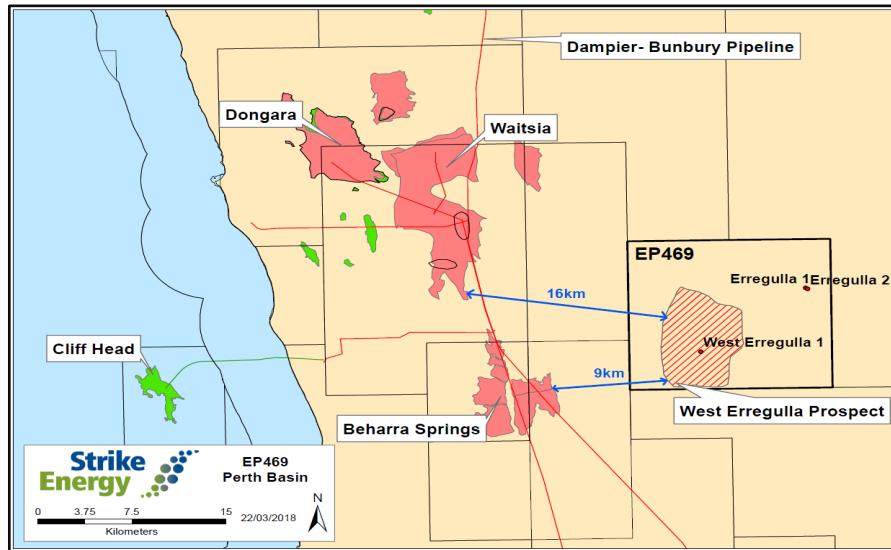 Dampier- Bunbury Pipeline
Dongara
Waitsia
EP469
Erregulla 1
Erregulla 2
16km
West Erregulla 1
Cliff Head
9km
Beharra Springs
West Erregulla Prospect
Strike
Energy
EP469
Perth Basin
N
0 3.75 7.5 15
22/03/2018
Kilometers